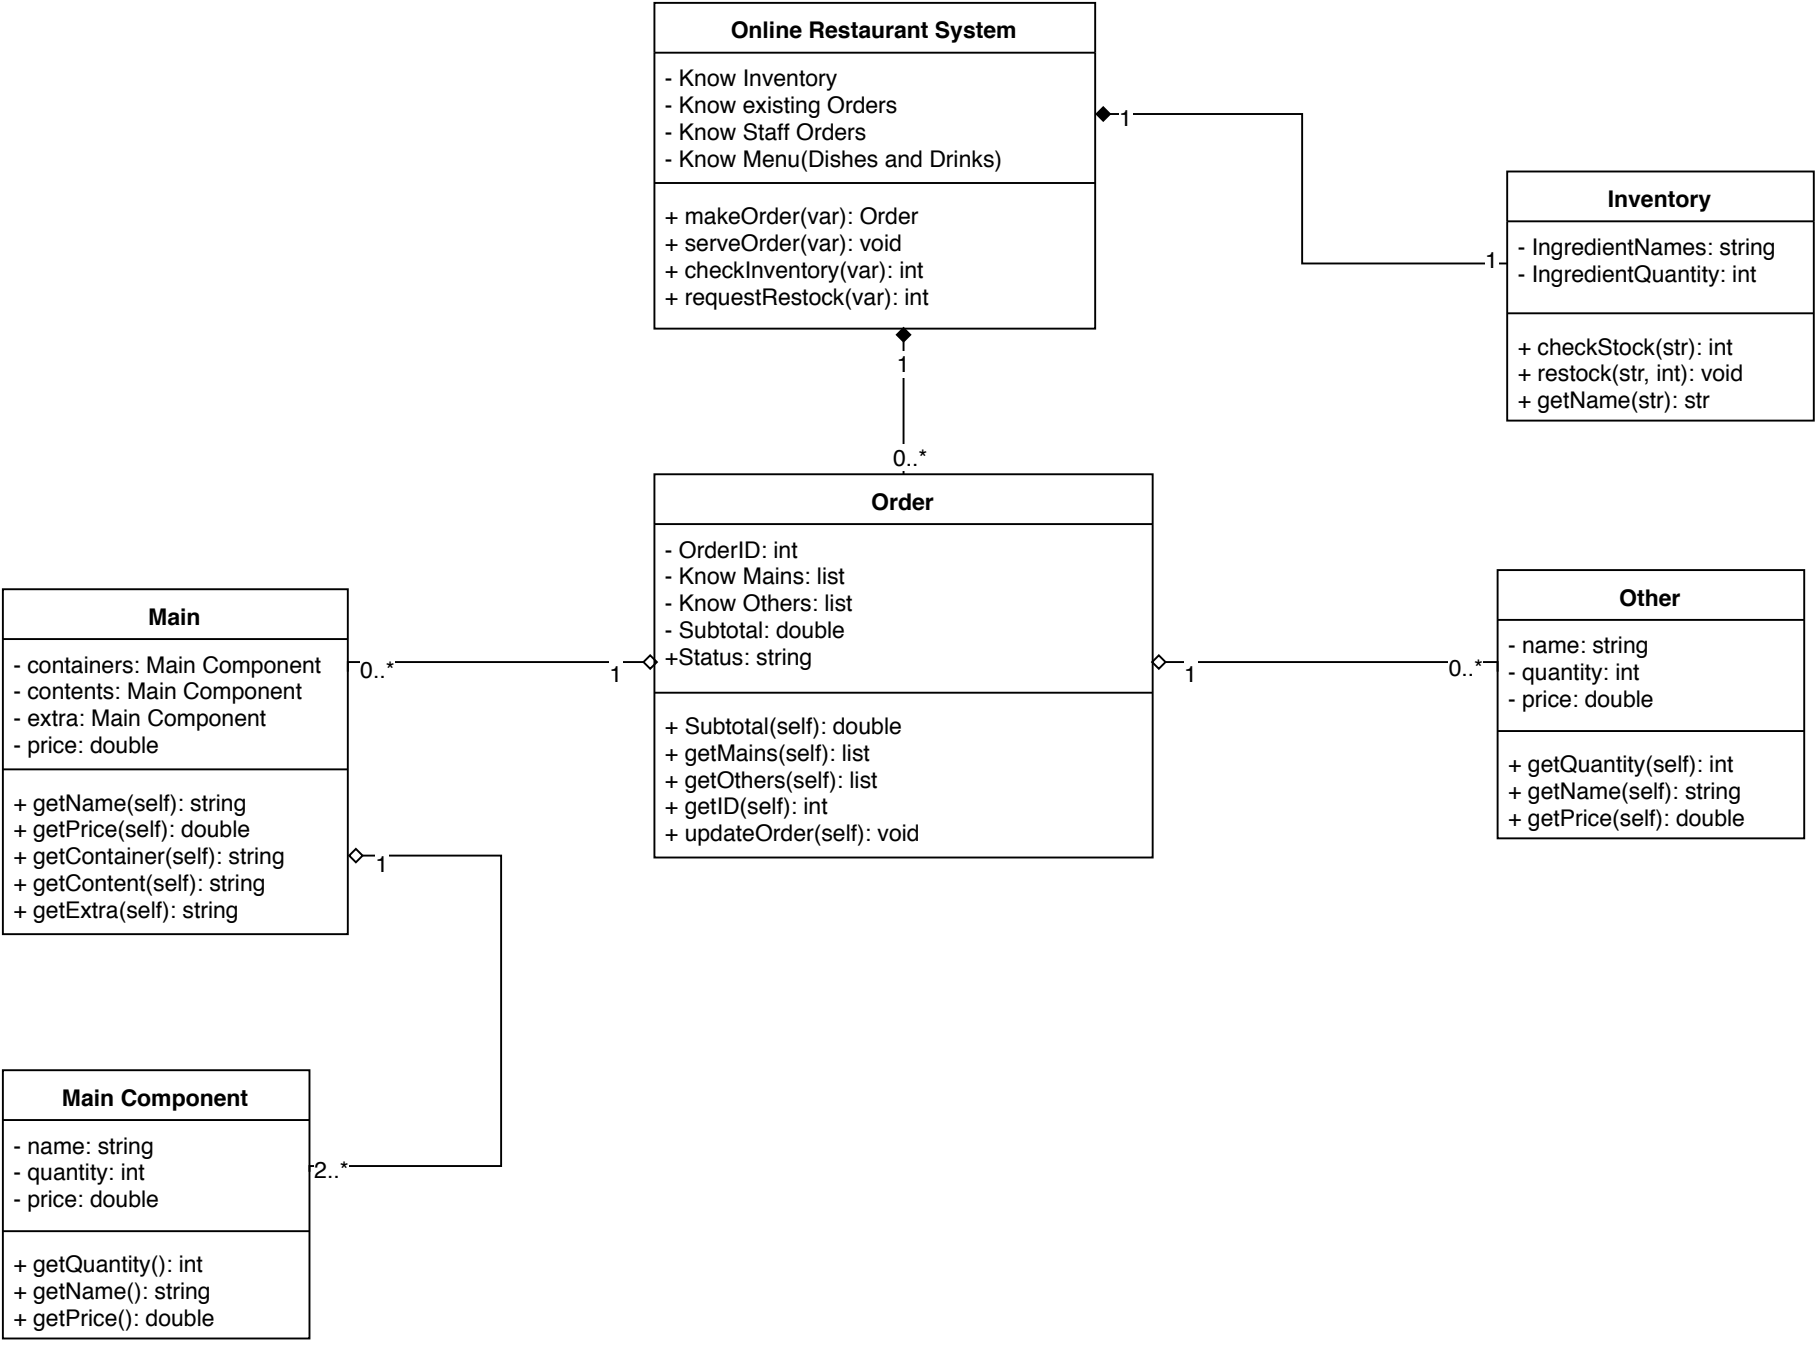 Online Restaurant System
- Know Inventory
- Know existing Orders
- Know Staff Orders
- Know Menu(Dishes and Drinks)
+ makeOrder(var): Order
+ serveOrder(var): void
+ checkInventory(var): int
+ requestRestock(var): int
1
1
Inventory
- IngredientNames: string
- IngredientQuantity: int
+ checkStock(str): int
+ restock(str, int): void
+ getName(str): str
1
0..*
Order
- OrderID: int
- Know Mains: list
- Know Others: list
- Subtotal: double
+Status: string
+ Subtotal(self): double
+ getMains(self): list
+ getOthers(self): list
+ getID(self): int
+ updateOrder(self): void
Main
- containers: Main Component
- contents: Main Component
- extra: Main Component
- price: double
+ getName(self): string
+ getPrice(self): double
+ getContainer(self): string
+ getContent(self): string
+ getExtra(self): string
0..*
1
1
0..*
Other
- name: string
- quantity: int
- price: double
+ getQuantity(self): int
+ getName(self): string
+ getPrice(self): double
1
2..*
Main Component
- name: string
- quantity: int
- price: double
+ getQuantity(): int
+ getName(): string
+ getPrice(): double